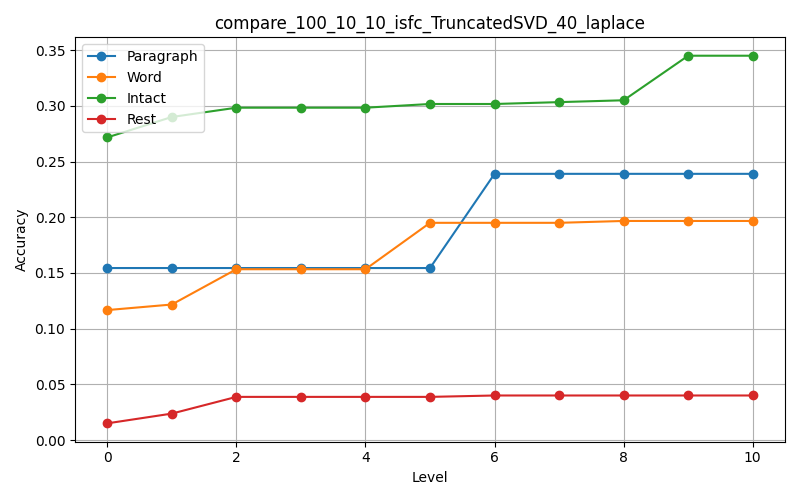 compare_100_10_10_isfc_TruncatedSVD_40_laplace
Paragraph
Word
Intact
Rest
Accuracy
0.35
0.30
0.25
0.20
0.15
0.10
0.05
0.00
0 2 4 6 8 10
Level